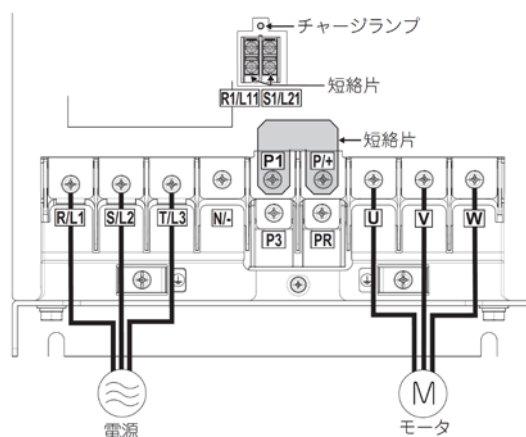 チャージランプ
短絡片
R1/L11 S1/L21
短絡片
P1 P/+
R/L1 S/L2 T/L3 N/- P3 PR U V W
M
電源 モータ